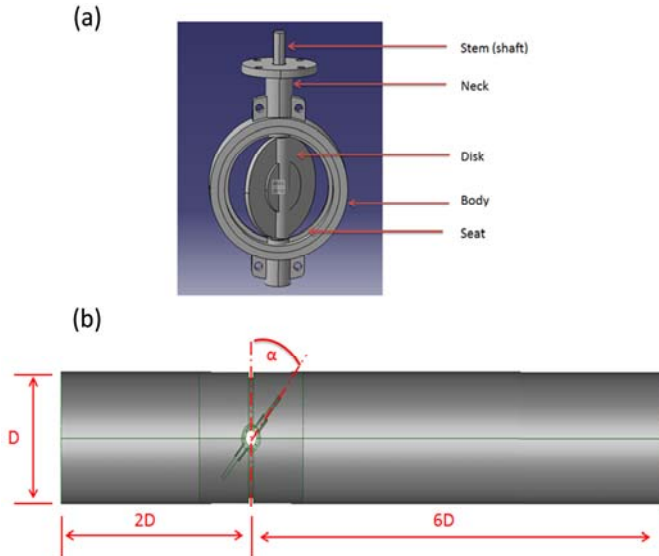 (a)
Stem (shaft)
Neck
Disk
Body
Seat
(b)
α
D
2D
6D